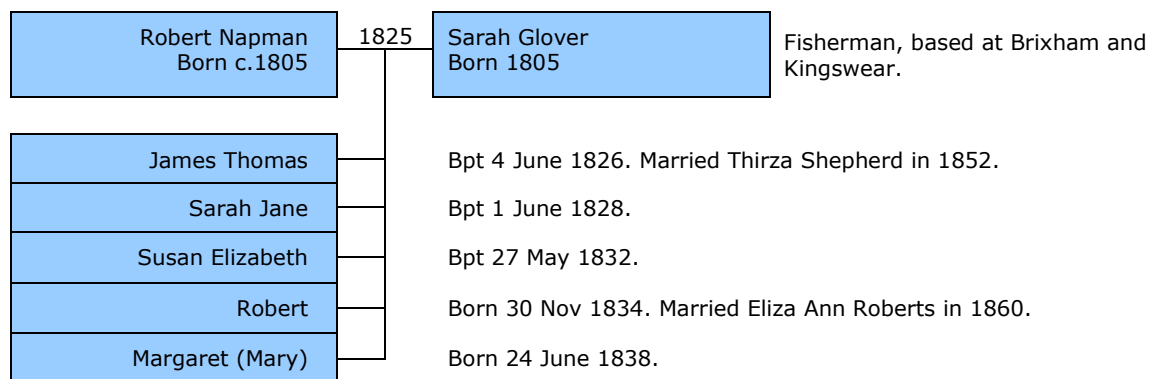 Robert Napman
Born c.1805
1825
Sarah Glover
Born 1805
Fisherman, based at Brixham and
Kingswear.
James Thomas
Bpt 4 June 1826. Married Thirza Shepherd in 1852.
Sarah Jane
Bpt 1 June 1828.
Susan Elizabeth
Bpt 27 May 1832.
Robert
Born 30 Nov 1834. Married Eliza Ann Roberts in 1860.
Margaret (Mary)
Born 24 June 1838.